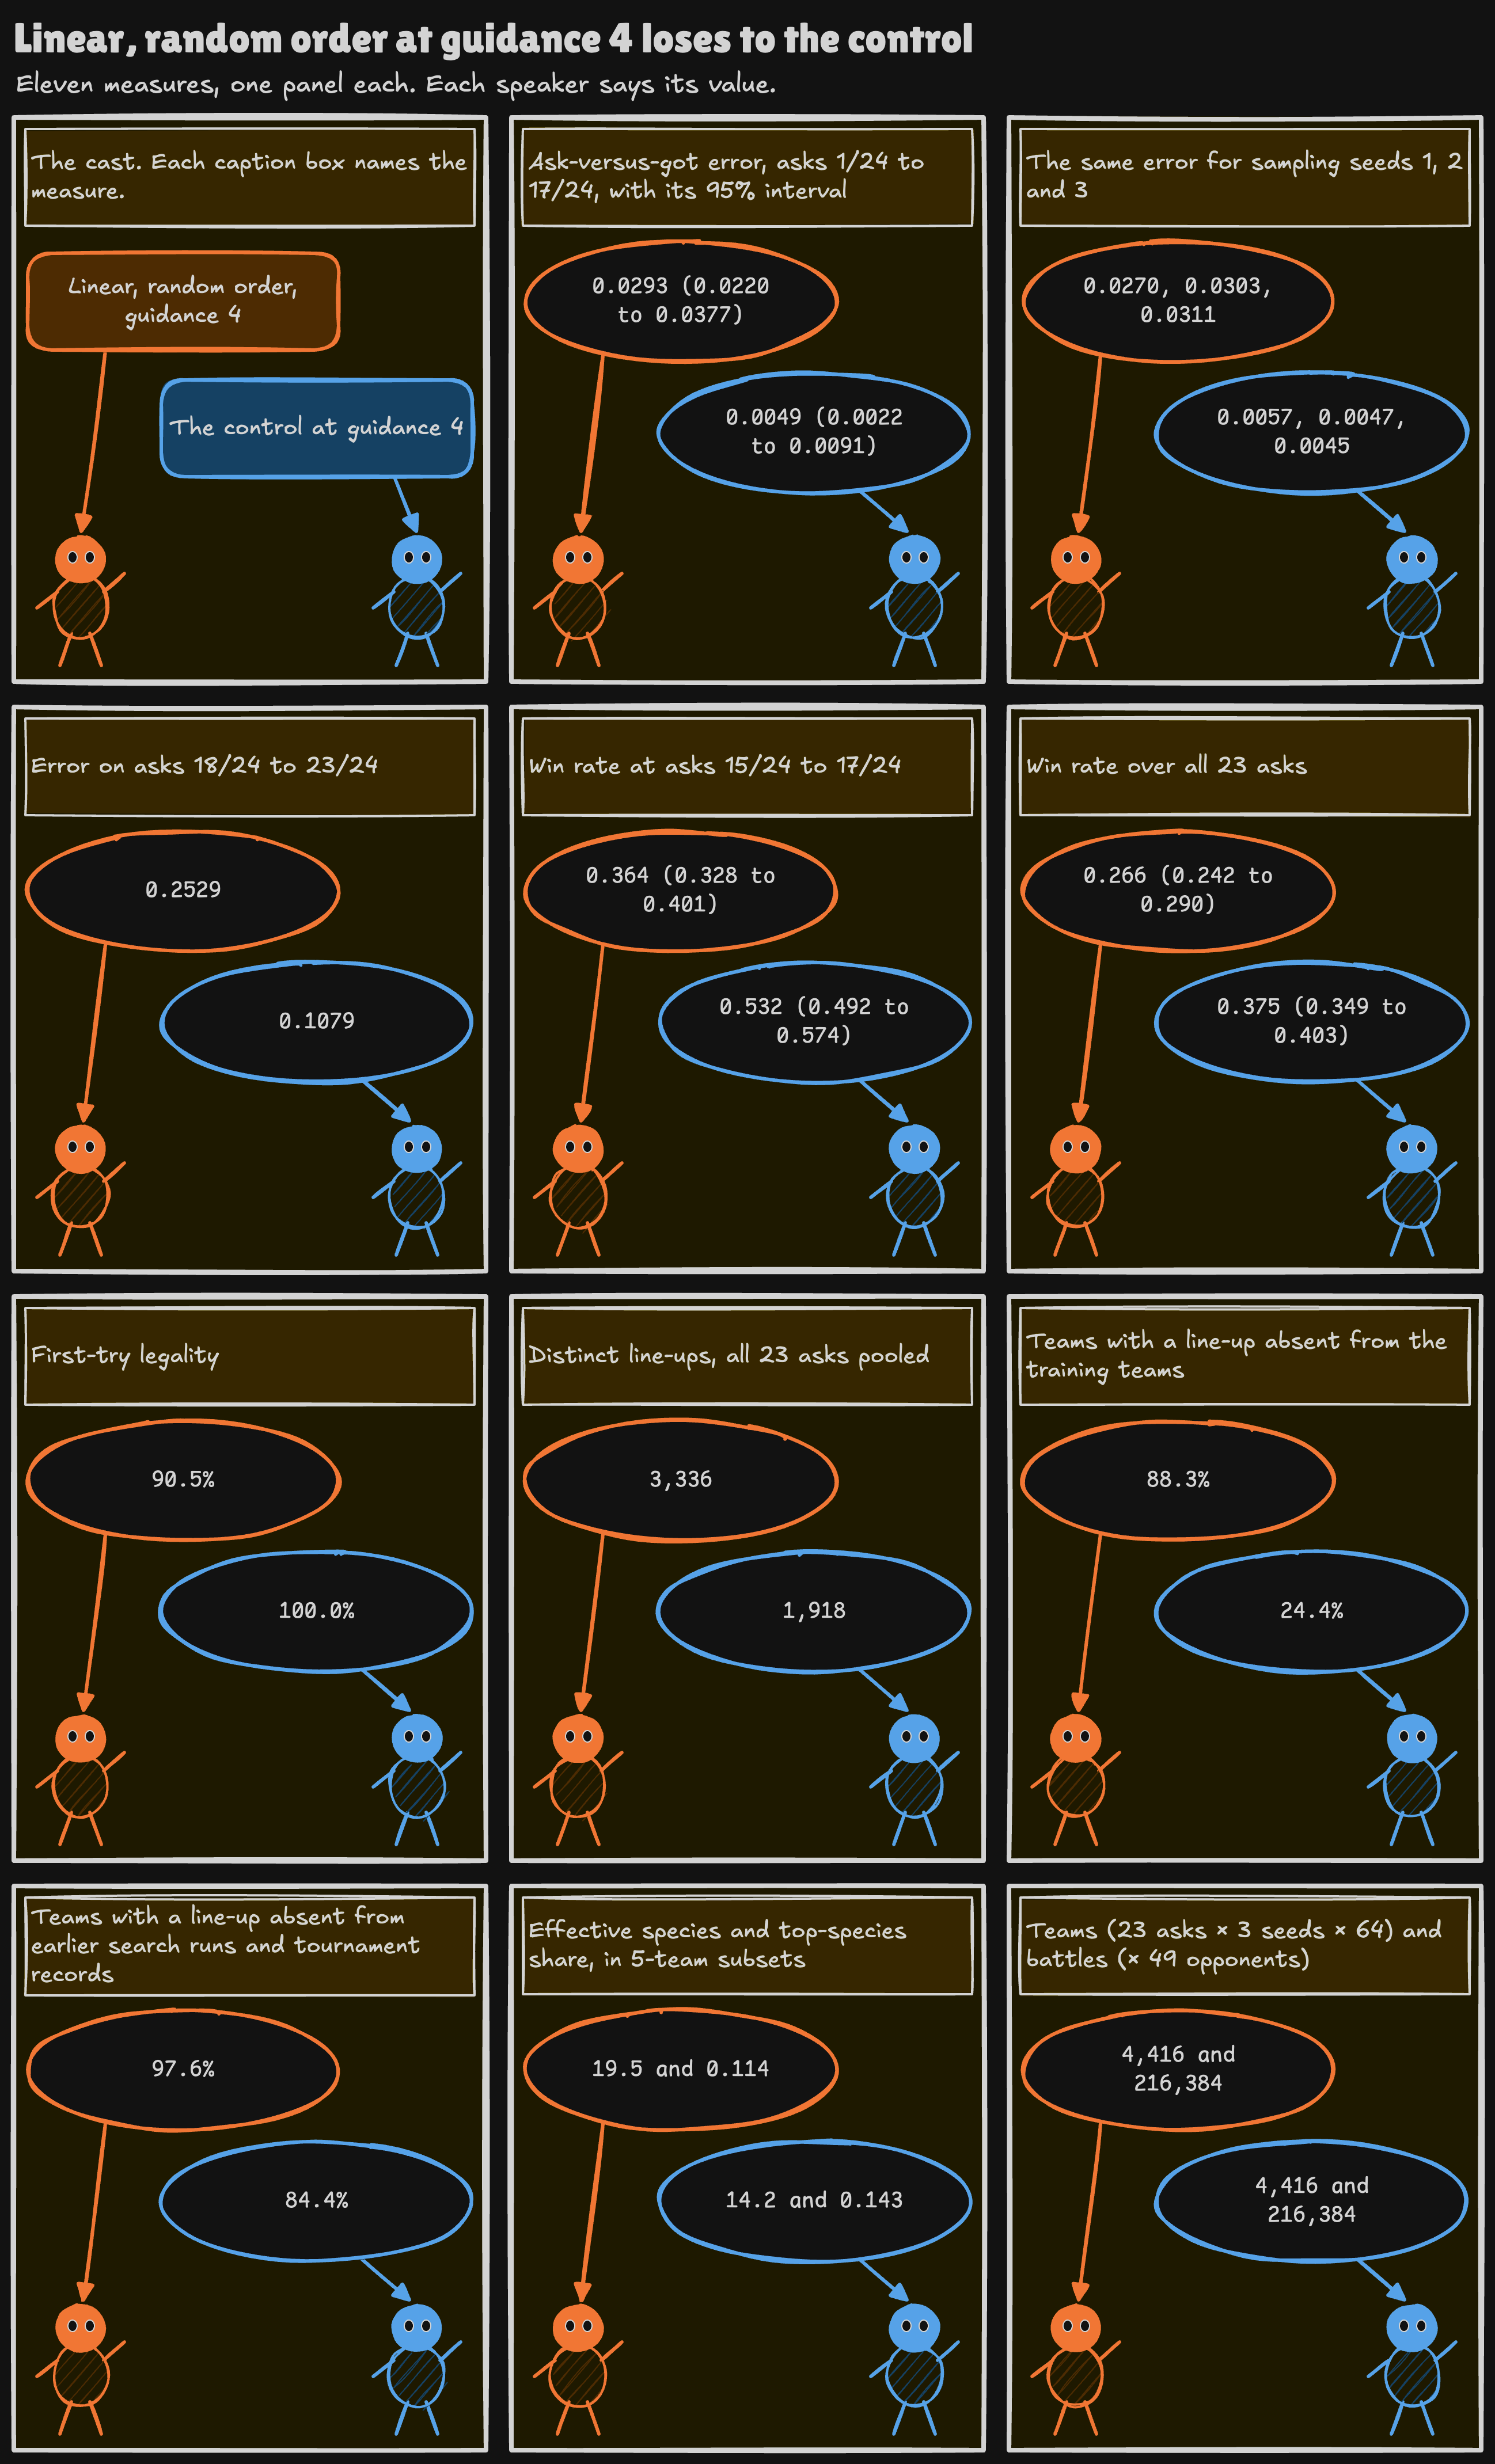 Linear, random order at guidance 4 loses to the control
Eleven measures, one panel each. Each speaker says its value.
The cast. Each caption box names the
measure.
Linear, random order,
guidance 4
The control at guidance 4
Ask-versus-got error, asks 1/24 to
17/24, with its 95% interval
0.0293 (0.0220
to 0.0377)
0.0049 (0.0022
to 0.0091)
The same error for sampling seeds 1, 2
and 3
0.0270, 0.0303,
0.0311
0.0057, 0.0047,
0.0045
Error on asks 18/24 to 23/24
0.2529
0.1079
Win rate at asks 15/24 to 17/24
0.364 (0.328 to
0.401)
0.532 (0.492 to
0.574)
Win rate over all 23 asks
0.266 (0.242 to
0.290)
0.375 (0.349 to
0.403)
First-try legality
90.5%
100.0%
Distinct line-ups, all 23 asks pooled
3,336
1,918
Teams with a line-up absent from the
training teams
88.3%
24.4%
Teams with a line-up absent from
earlier search runs and tournament
records
97.6%
84.4%
Effective species and top-species
share, in 5-team subsets
19.5 and 0.114
14.2 and 0.143
Teams (23 asks × 3 seeds × 64) and
battles (× 49 opponents)
4,416 and
216,384
4,416 and
216,384